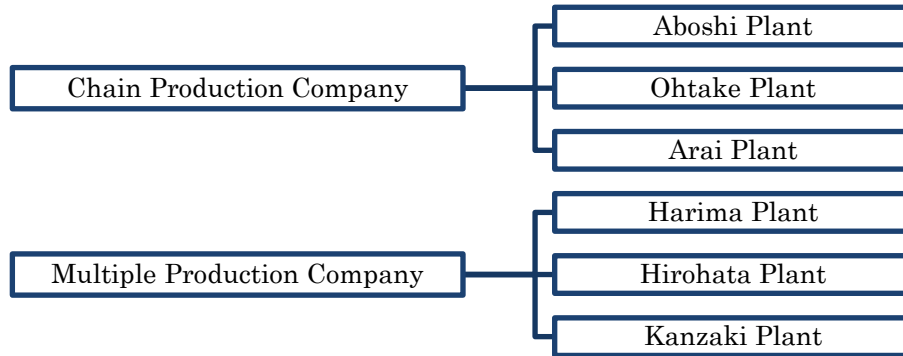 Aboshi Plant
Chain Production Company
Ohtake Plant
Arai Plant
Harima Plant
Multiple Production Company
Hirohata Plant
Kanzaki Plant